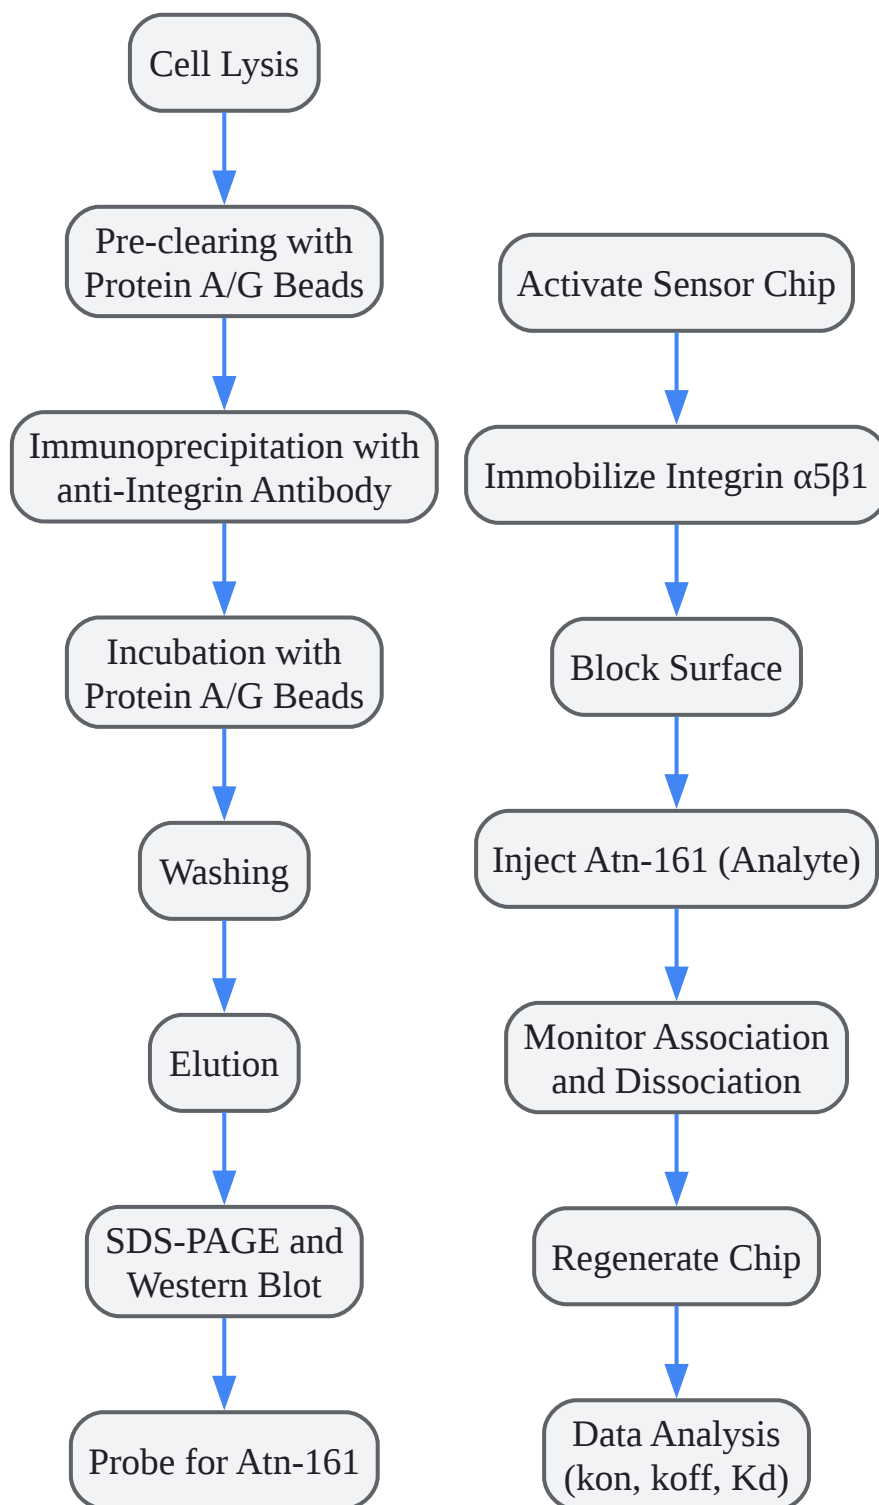 Cell Lysis
Pre-clearing with
Protein A/G Beads
Immunoprecipitation with
anti-Integrin Antibody
Incubation with
Protein A/G Beads
Washing
Elution
SDS-PAGE and
Western Blot
Probe for Atn-161
Activate Sensor Chip
Immobilize Integrin α5β1
Block Surface
Inject Atn-161 (Analyte)
Monitor Association
and Dissociation
Regenerate Chip
Data Analysis
(kon, koff, Kd)